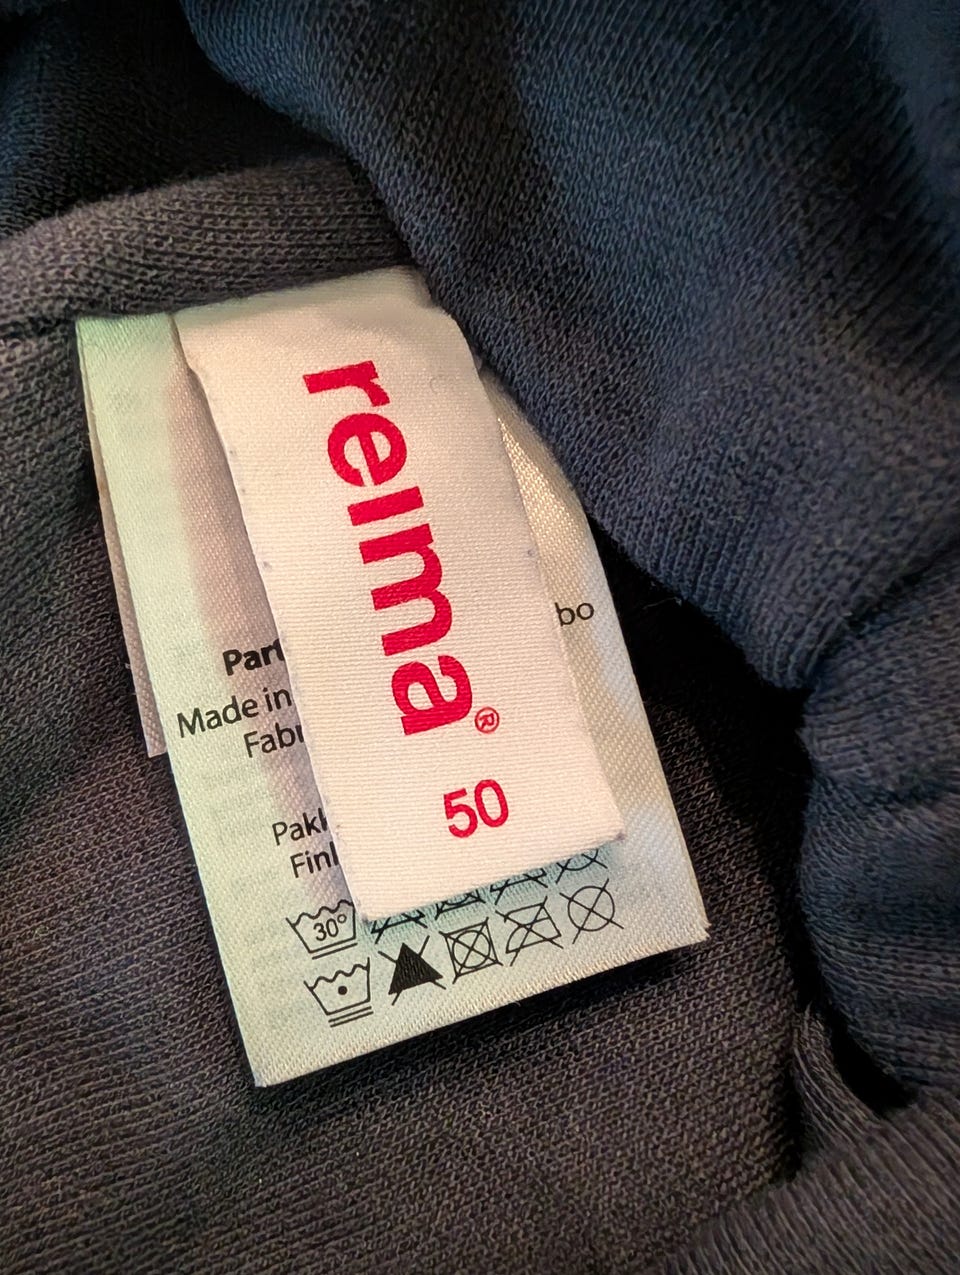 reima®
50
bo
Part
Made in
Fabr
Pakk
Finl
30°